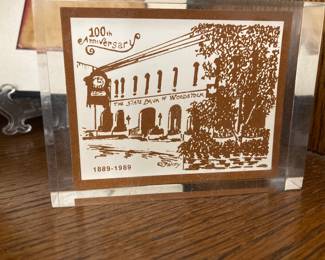 100th
Anniversary
THE STATE BANK OF WOODSTOCK
1889-1989